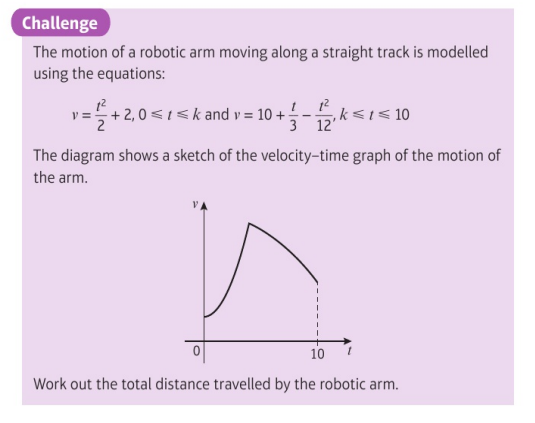 Challenge
The motion of a robotic arm moving along a straight track is modelled
using the equations:
v = t²/2 + 2, 0 ⩽ t ⩽ k and v = 10 + t/3 − t²/12, k ⩽ t ⩽ 10
The diagram shows a sketch of the velocity–time graph of the motion of
the arm.
v
0 10 t
Work out the total distance travelled by the robotic arm.